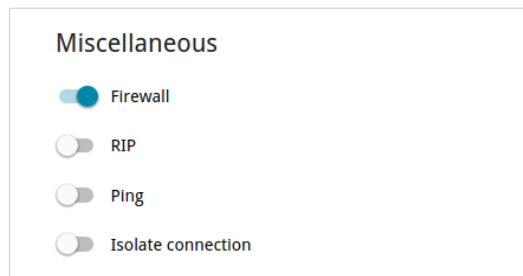 Miscellaneous
Firewall
RIP
Ping
Isolate connection